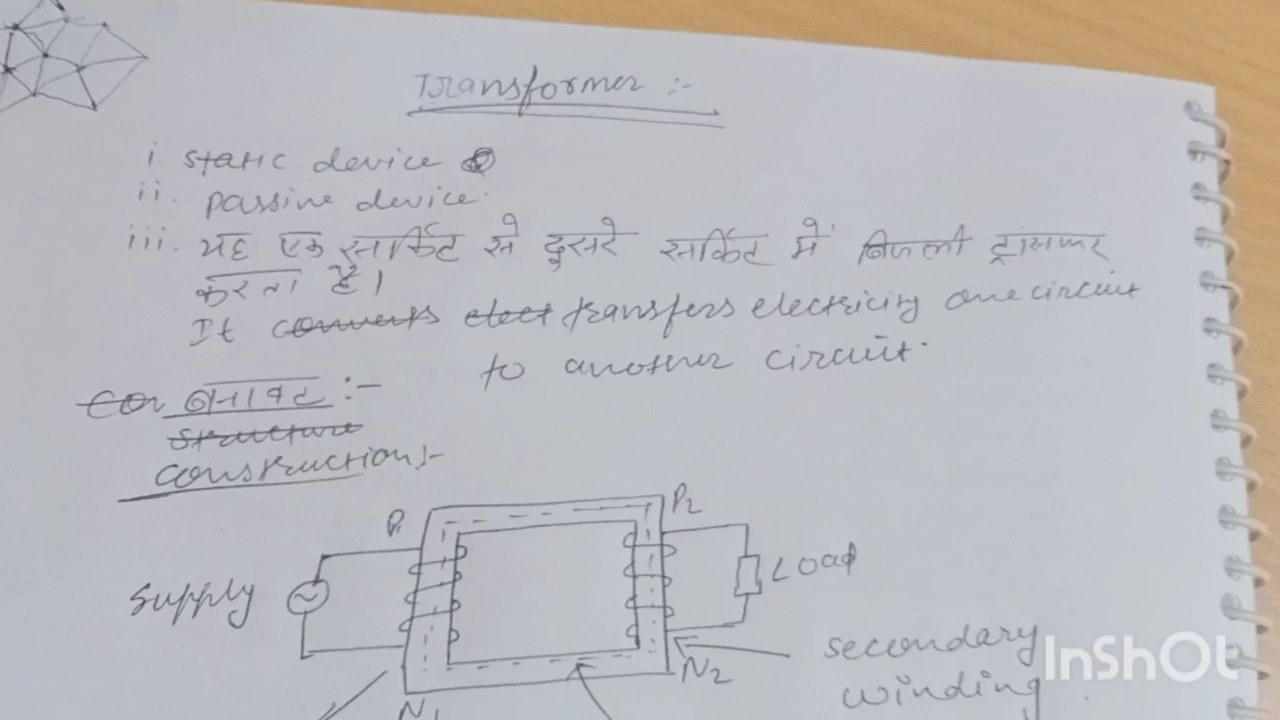 Transformer :-
i. static device
ii. passive device.
iii. यह एक सर्किट से दुसरे सर्किट में बिजली ट्रांसफर
करता है।
It converts elect transfers electricity one circuit
to another circuit.
Con बनावट :-
structure
construction:-
P1
P2
Supply
Load
secondary
winding
N2
N1
InShOt